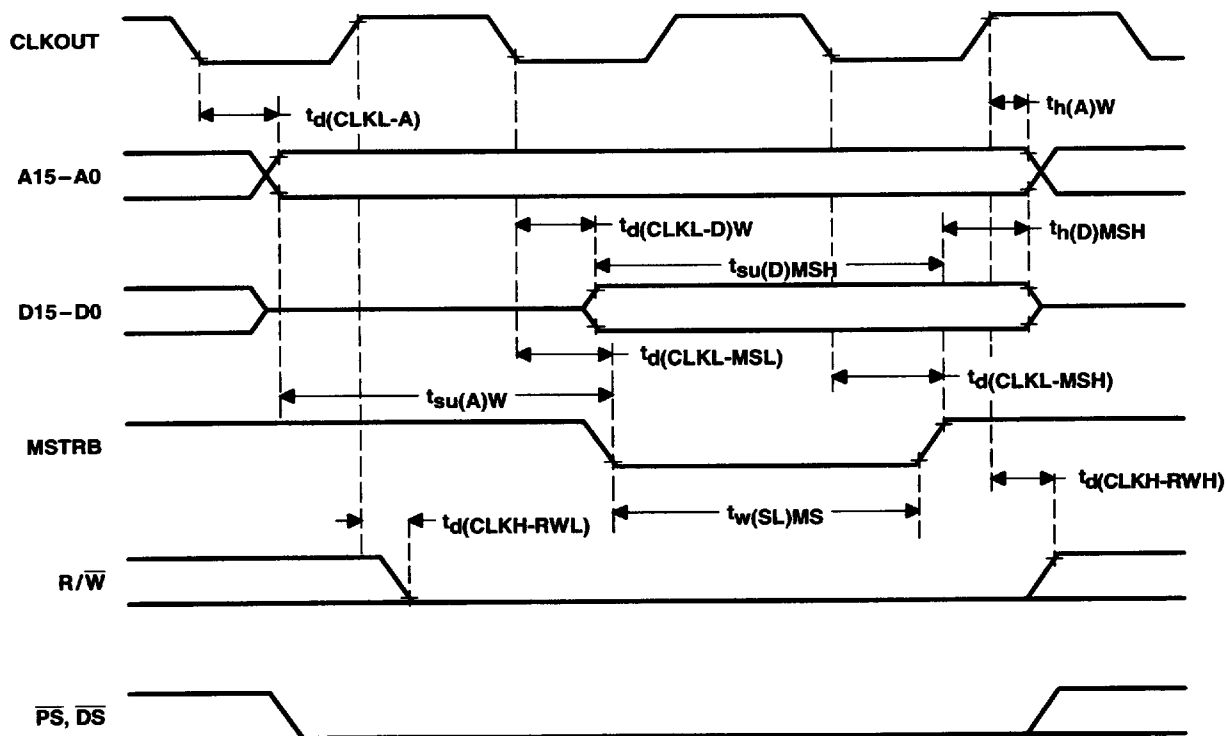 CLKOUT
td(CLKL-A)
th(A)W
A15–A0
td(CLKL-D)W
th(D)MSH
tsu(D)MSH
D15–D0
td(CLKL-MSL)
td(CLKL-MSH)
tsu(A)W
MSTRB
td(CLKH-RWH)
tw(SL)MS
td(CLKH-RWL)
R/W̅
P̅S̅, D̅S̅